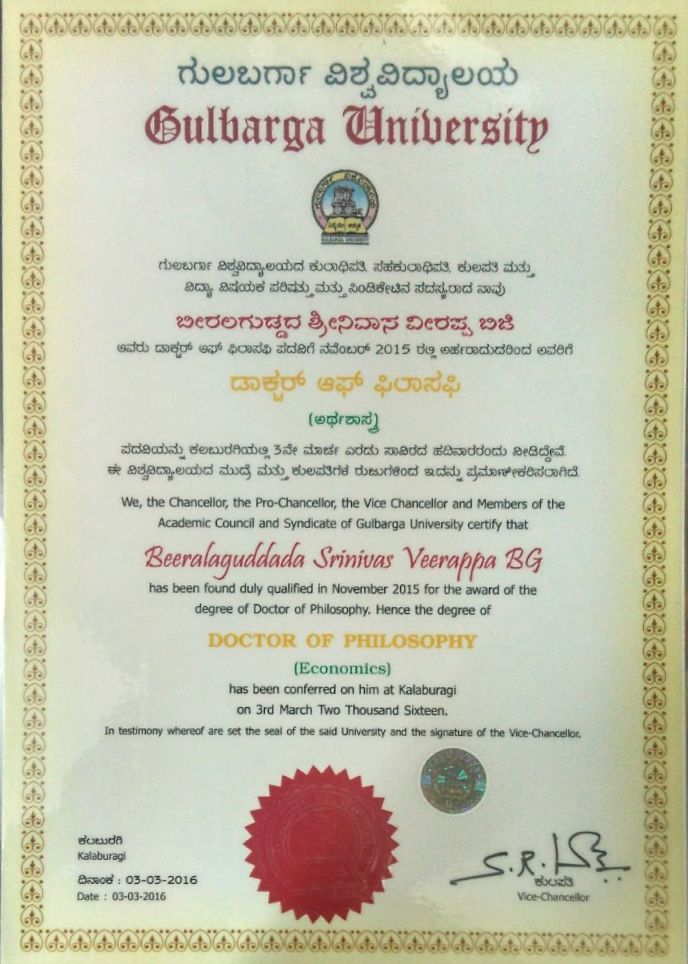 ಗುಲಬರ್ಗಾ ವಿಶ್ವವಿದ್ಯಾಲಯ
Gulbarga University
GULBARGA UNIVERSITY
ಗುಲಬರ್ಗಾ ವಿಶ್ವವಿದ್ಯಾಲಯದ ಕುಲಾಧಿಪತಿ, ಸಹಕುಲಾಧಿಪತಿ, ಕುಲಪತಿ ಮತ್ತು
ವಿದ್ಯಾ ವಿಷಯಕ ಪರಿಷತ್ತು ಮತ್ತು ಸಿಂಡಿಕೇಟಿನ ಸದಸ್ಯರಾದ ನಾವು
ಬೀರಲಗುಡ್ಡದ ಶ್ರೀನಿವಾಸ ವೀರಪ್ಪ ಬಿಜಿ
ಅವರು ಡಾಕ್ಟರ್ ಆಫ್ ಫಿಲಾಸಫಿ ಪದವಿಗೆ ನವೆಂಬರ್ 2015 ರಲ್ಲಿ ಅರ್ಹರಾದುದರಿಂದ ಅವರಿಗೆ
ಡಾಕ್ಟರ್ ಆಫ್ ಫಿಲಾಸಫಿ
(ಅರ್ಥಶಾಸ್ತ್ರ)
ಪದವಿಯನ್ನು ಕಲಬುರಗಿಯಲ್ಲಿ 3ನೇ ಮಾರ್ಚ ಎರಡು ಸಾವಿರದ ಹದಿನಾರರಂದು ನೀಡಿದ್ದೇವೆ.
ಈ ವಿಶ್ವವಿದ್ಯಾಲಯದ ಮುದ್ರೆ ಮತ್ತು ಕುಲಪತಿಗಳ ರುಜುಗಳಿಂದ ಇದನ್ನು ಪ್ರಮಾಣೀಕರಿಸಲಾಗಿದೆ.
We, the Chancellor, the Pro-Chancellor, the Vice Chancellor and Members of the
Academic Council and Syndicate of Gulbarga University certify that
Beeralaguddada Srinivas Veerappa BG
has been found duly qualified in November 2015 for the award of the
degree of Doctor of Philosophy. Hence the degree of
DOCTOR OF PHILOSOPHY
(Economics)
has been conferred on him at Kalaburagi
on 3rd March Two Thousand Sixteen.
In testimony whereof are set the seal of the said University and the signature of the Vice-Chancellor.
ಕಲಬುರಗಿ
Kalaburagi
ದಿನಾಂಕ : 03-03-2016
Date : 03-03-2016
S.R.
ಕುಲಪತಿ
Vice-Chancellor